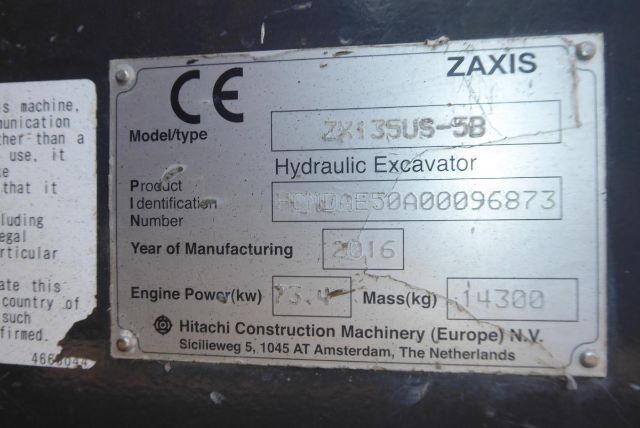 s machine,
unication
ther than a
use, it
e
that it
luding
egal
rticular
ate this
country of
such
firmed.
CE
ZAXIS
Model/type ZX135US-5B
Hydraulic Excavator
Product
Identification
Number
HCMDAE50A00096873
Year of Manufacturing 2016
Engine Power(kw) 73.4 Mass(kg) 14300
Hitachi Construction Machinery (Europe) N.V.
Sicilieweg 5, 1045 AT Amsterdam, The Netherlands